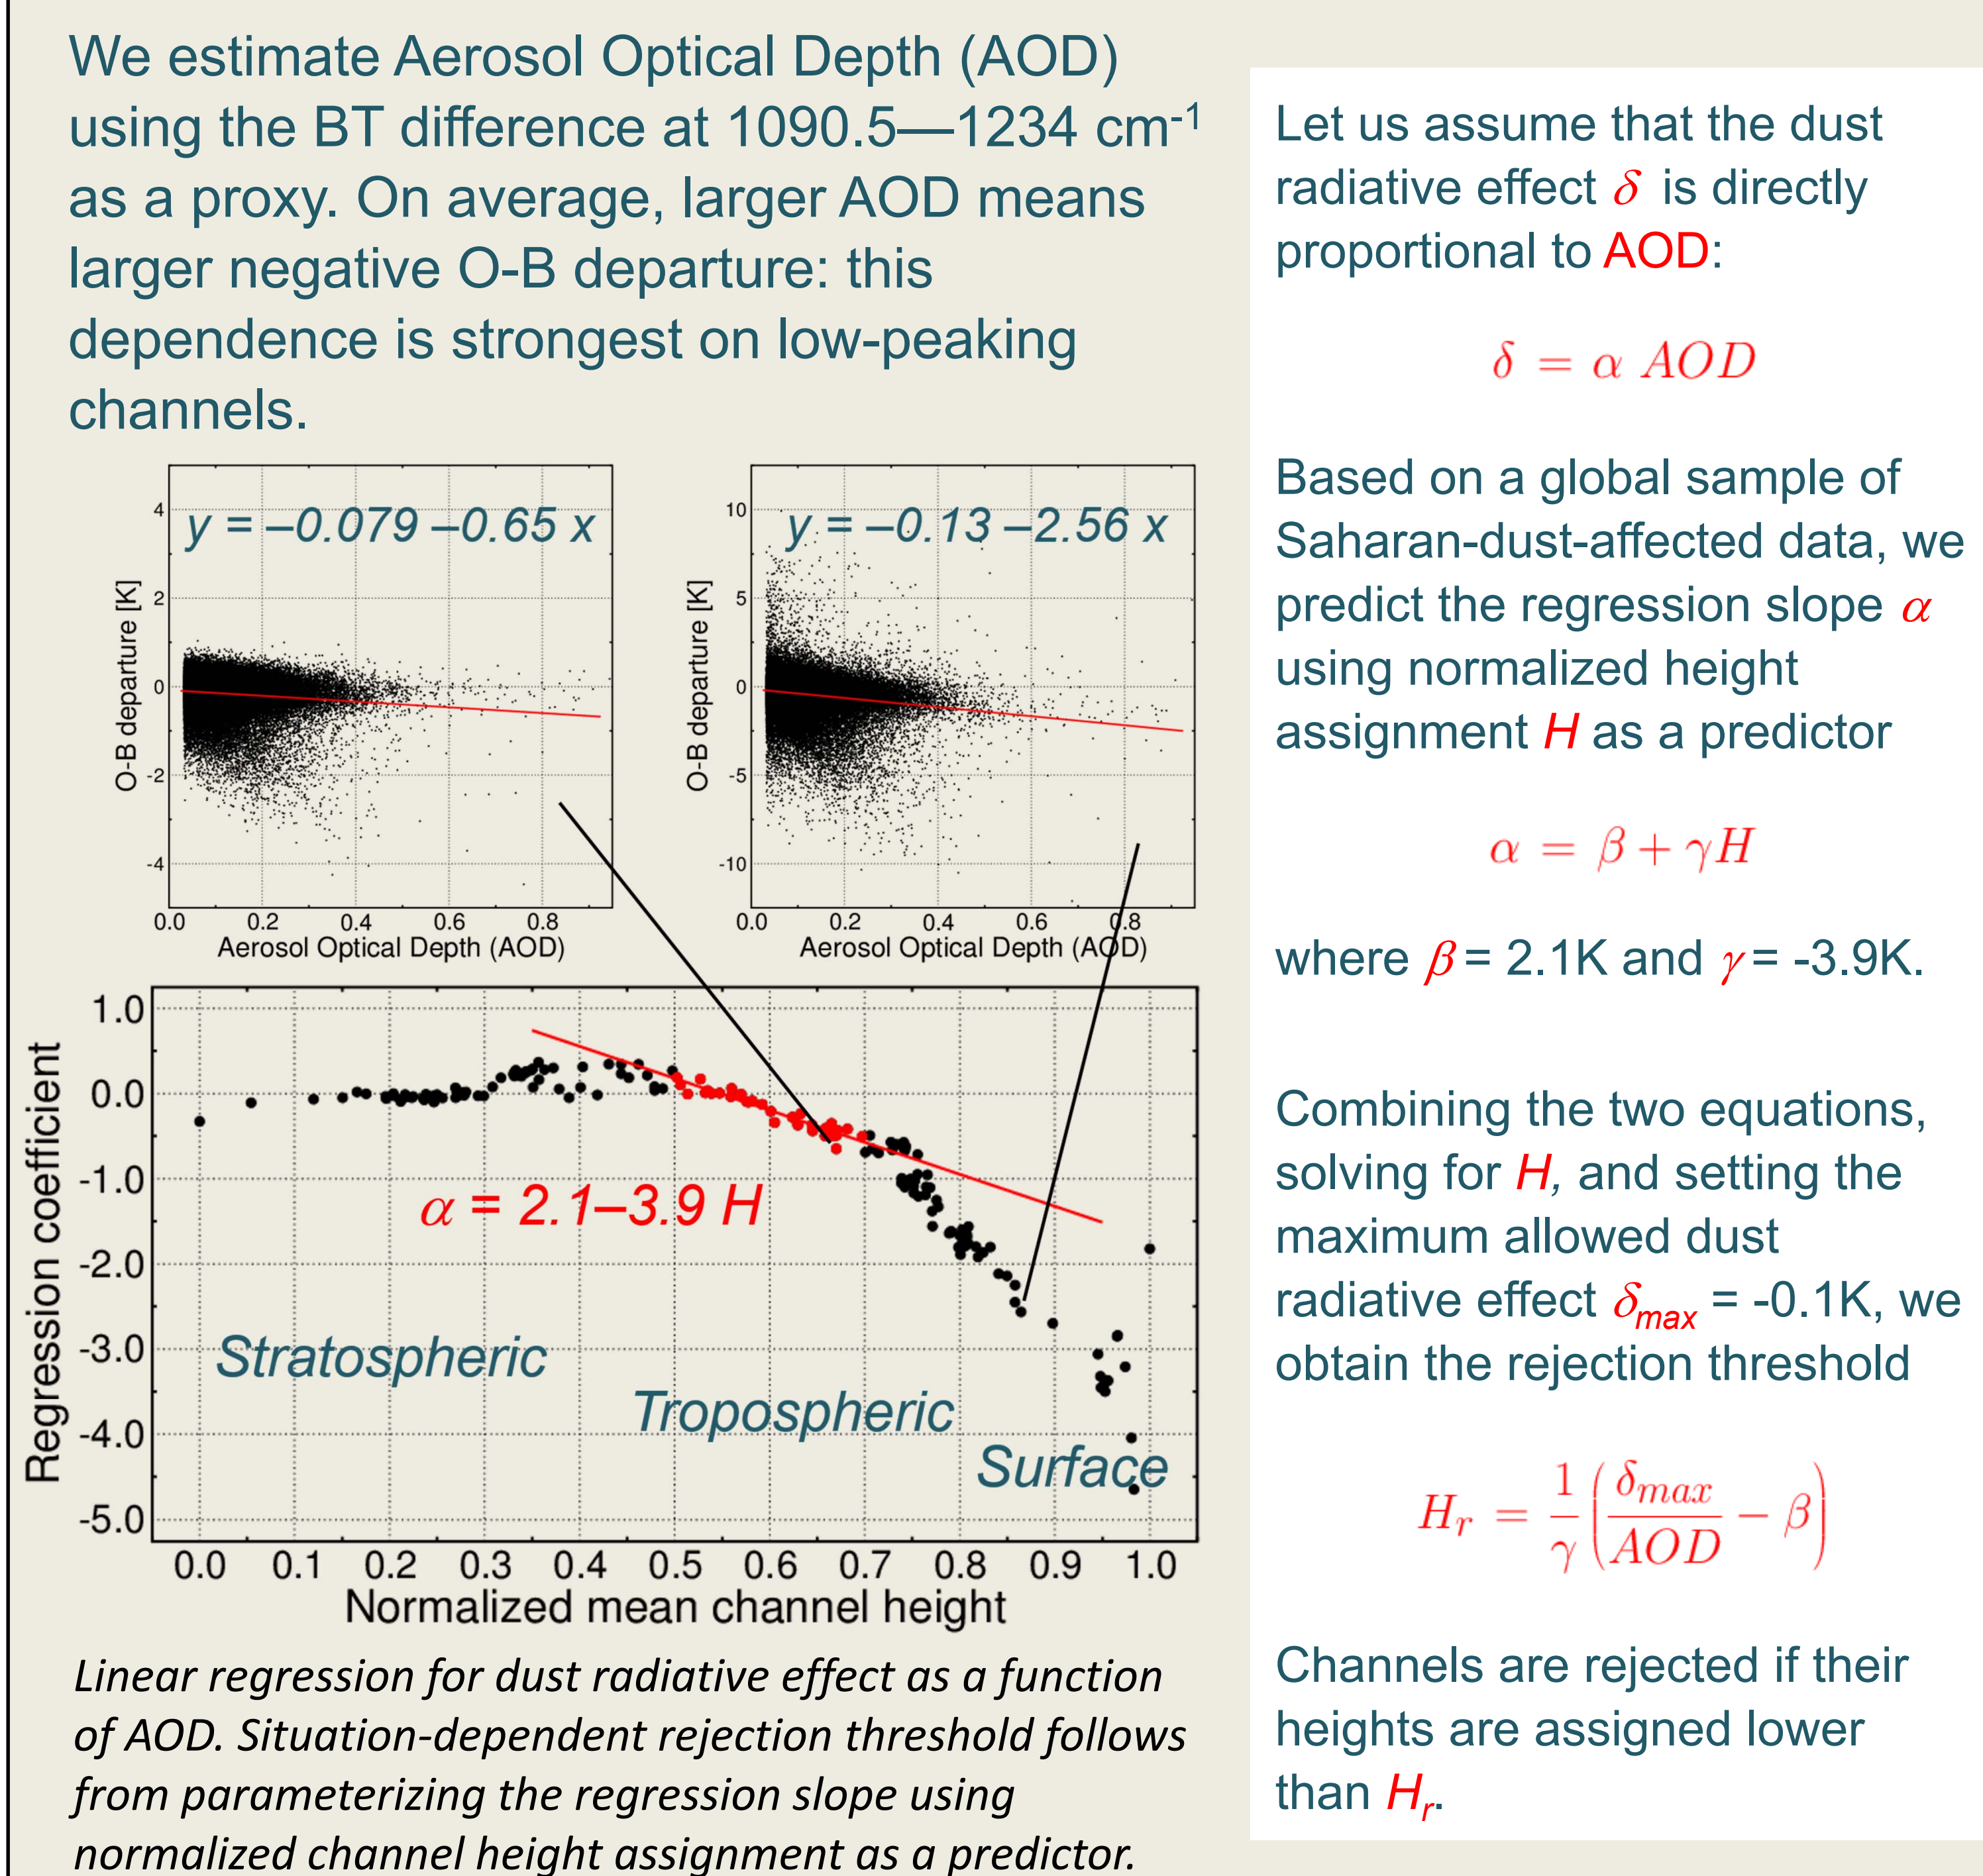 We estimate Aerosol Optical Depth (AOD)
using the BT difference at 1090.5—1234 cm⁻¹
as a proxy. On average, larger AOD means
larger negative O-B departure: this
dependence is strongest on low-peaking
channels.
y = –0.079 –0.65 x
O-B departure [K]
4
2
0
-2
-4
0.0 0.2 0.4 0.6 0.8
Aerosol Optical Depth (AOD)
y = –0.13 –2.56 x
O-B departure [K]
10
5
0
-5
-10
0.0 0.2 0.4 0.6 0.8
Aerosol Optical Depth (AOD)
Regression coefficient
1.0
0.0
-1.0
-2.0
-3.0
-4.0
-5.0
α = 2.1–3.9 H
Stratospheric
Tropospheric
Surface
0.0 0.1 0.2 0.3 0.4 0.5 0.6 0.7 0.8 0.9 1.0
Normalized mean channel height
Linear regression for dust radiative effect as a function
of AOD. Situation-dependent rejection threshold follows
from parameterizing the regression slope using
normalized channel height assignment as a predictor.
Let us assume that the dust
radiative effect δ is directly
proportional to AOD:
δ = α AOD
Based on a global sample of
Saharan-dust-affected data, we
predict the regression slope α
using normalized height
assignment H as a predictor
α = β + γH
where β = 2.1K and γ = -3.9K.
Combining the two equations,
solving for H, and setting the
maximum allowed dust
radiative effect δmax = -0.1K, we
obtain the rejection threshold
Hr = 1/γ (δmax/AOD − β)
Channels are rejected if their
heights are assigned lower
than Hr.